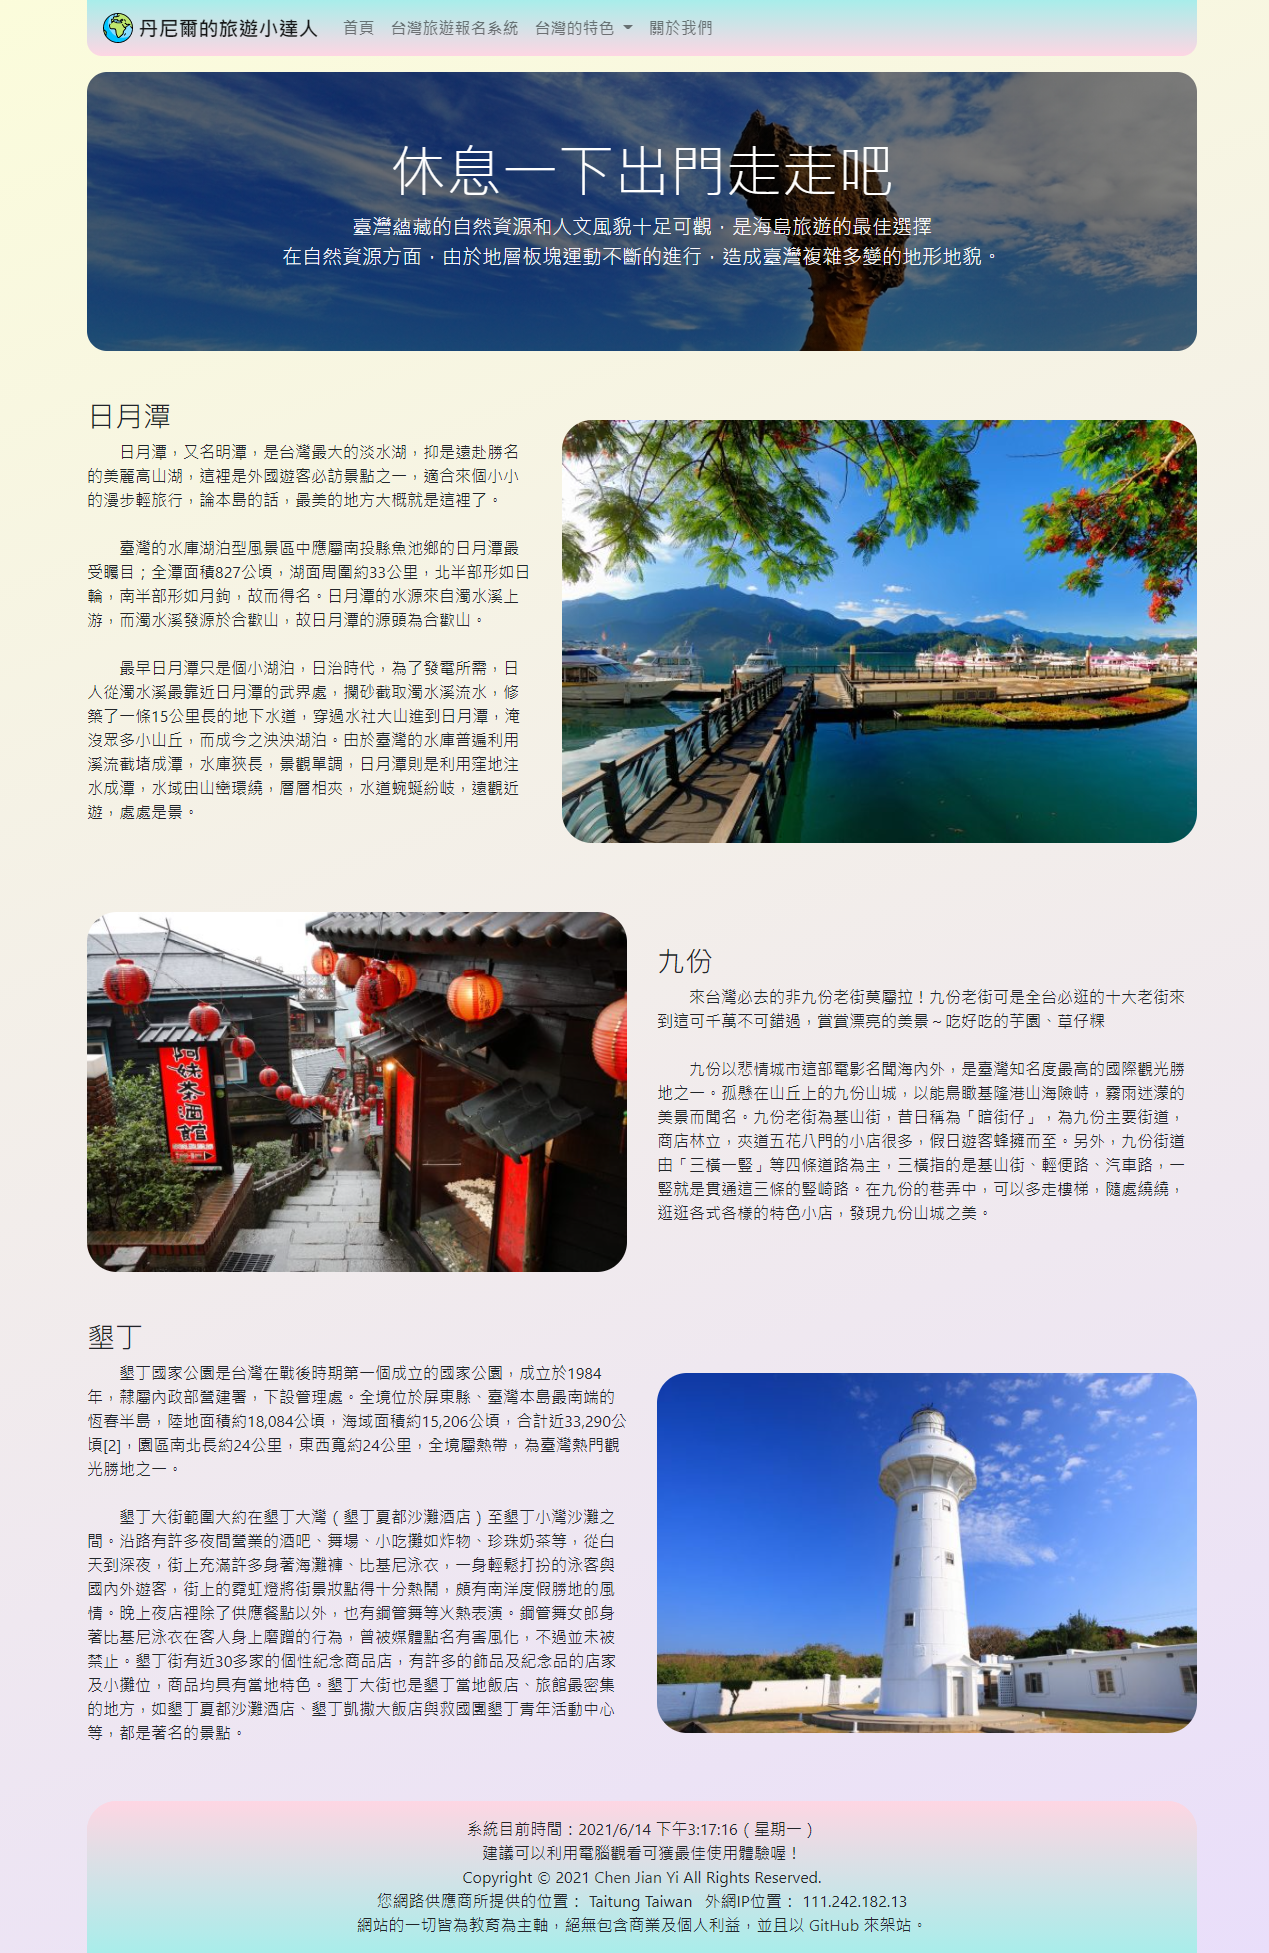 丹尼爾的旅遊小達人 首頁 台灣旅遊報名系統 台灣的特色 關於我們
休息一下出門走走吧
臺灣蘊藏的自然資源和人文風貌十足可觀，是海島旅遊的最佳選擇
在自然資源方面，由於地層板塊運動不斷的進行，造成臺灣複雜多變的地形地貌。
日月潭
日月潭，又名明潭，是台灣最大的淡水湖，抑是遠赴勝名
的美麗高山湖，這裡是外國遊客必訪景點之一，適合來個小小
的漫步輕旅行，論本島的話，最美的地方大概就是這裡了。
臺灣的水庫湖泊型風景區中應屬南投縣魚池鄉的日月潭最
受矚目；全潭面積827公頃，湖面周圍約33公里，北半部形如日
輪，南半部形如月鉤，故而得名。日月潭的水源來自濁水溪上
游，而濁水溪發源於合歡山，故日月潭的源頭為合歡山。
最早日月潭只是個小湖泊，日治時代，為了發電所需，日
人從濁水溪最靠近日月潭的武界處，攔砂截取濁水溪流水，修
築了一條15公里長的地下水道，穿過水社大山進到日月潭，淹
沒眾多小山丘，而成今之泱泱湖泊。由於臺灣的水庫普遍利用
溪流截堵成潭，水庫狹長，景觀單調，日月潭則是利用窪地注
水成潭，水域由山巒環繞，層層相夾，水道蜿蜒紛岐，遠觀近
遊，處處是景。
阿妹茶酒館
九份
來台灣必去的非九份老街莫屬拉！九份老街可是全台必逛的十大老街來
到這可千萬不可錯過，賞賞漂亮的美景～吃好吃的芋園、草仔粿
九份以悲情城市這部電影名聞海內外，是臺灣知名度最高的國際觀光勝
地之一。孤懸在山丘上的九份山城，以能鳥瞰基隆港山海險峙，霧雨迷濛的
美景而聞名。九份老街為基山街，昔日稱為「暗街仔」，為九份主要街道，
商店林立，夾道五花八門的小店很多，假日遊客蜂擁而至。另外，九份街道
由「三橫一豎」等四條道路為主，三橫指的是基山街、輕便路、汽車路，一
豎就是貫通這三條的豎崎路。在九份的巷弄中，可以多走樓梯，隨處繞繞，
逛逛各式各樣的特色小店，發現九份山城之美。
墾丁
墾丁國家公園是台灣在戰後時期第一個成立的國家公園，成立於1984
年，隸屬內政部營建署，下設管理處。全境位於屏東縣、臺灣本島最南端的
恆春半島，陸地面積約18,084公頃，海域面積約15,206公頃，合計近33,290公
頃[2]，園區南北長約24公里，東西寬約24公里，全境屬熱帶，為臺灣熱門觀
光勝地之一。
墾丁大街範圍大約在墾丁大灣（墾丁夏都沙灘酒店）至墾丁小灣沙灘之
間。沿路有許多夜間營業的酒吧、舞場、小吃攤如炸物、珍珠奶茶等，從白
天到深夜，街上充滿許多身著海灘褲、比基尼泳衣，一身輕鬆打扮的泳客與
國內外遊客，街上的霓虹燈將街景妝點得十分熱鬧，頗有南洋度假勝地的風
情。晚上夜店裡除了供應餐點以外，也有鋼管舞等火熱表演。鋼管舞女郎身
著比基尼泳衣在客人身上磨蹭的行為，曾被媒體點名有害風化，不過並未被
禁止。墾丁街有近30多家的個性紀念商品店，有許多的飾品及紀念品的店家
及小攤位，商品均具有當地特色。墾丁大街也是墾丁當地飯店、旅館最密集
的地方，如墾丁夏都沙灘酒店、墾丁凱撒大飯店與救國團墾丁青年活動中心
等，都是著名的景點。
系統目前時間：2021/6/14 下午3:17:16（星期一）
建議可以利用電腦觀看可獲最佳使用體驗喔！
Copyright © 2021 Chen Jian Yi All Rights Reserved.
您網路供應商所提供的位置： Taitung Taiwan 外網IP位置： 111.242.182.13
網站的一切皆為教育為主軸，絕無包含商業及個人利益，並且以 GitHub 來架站。